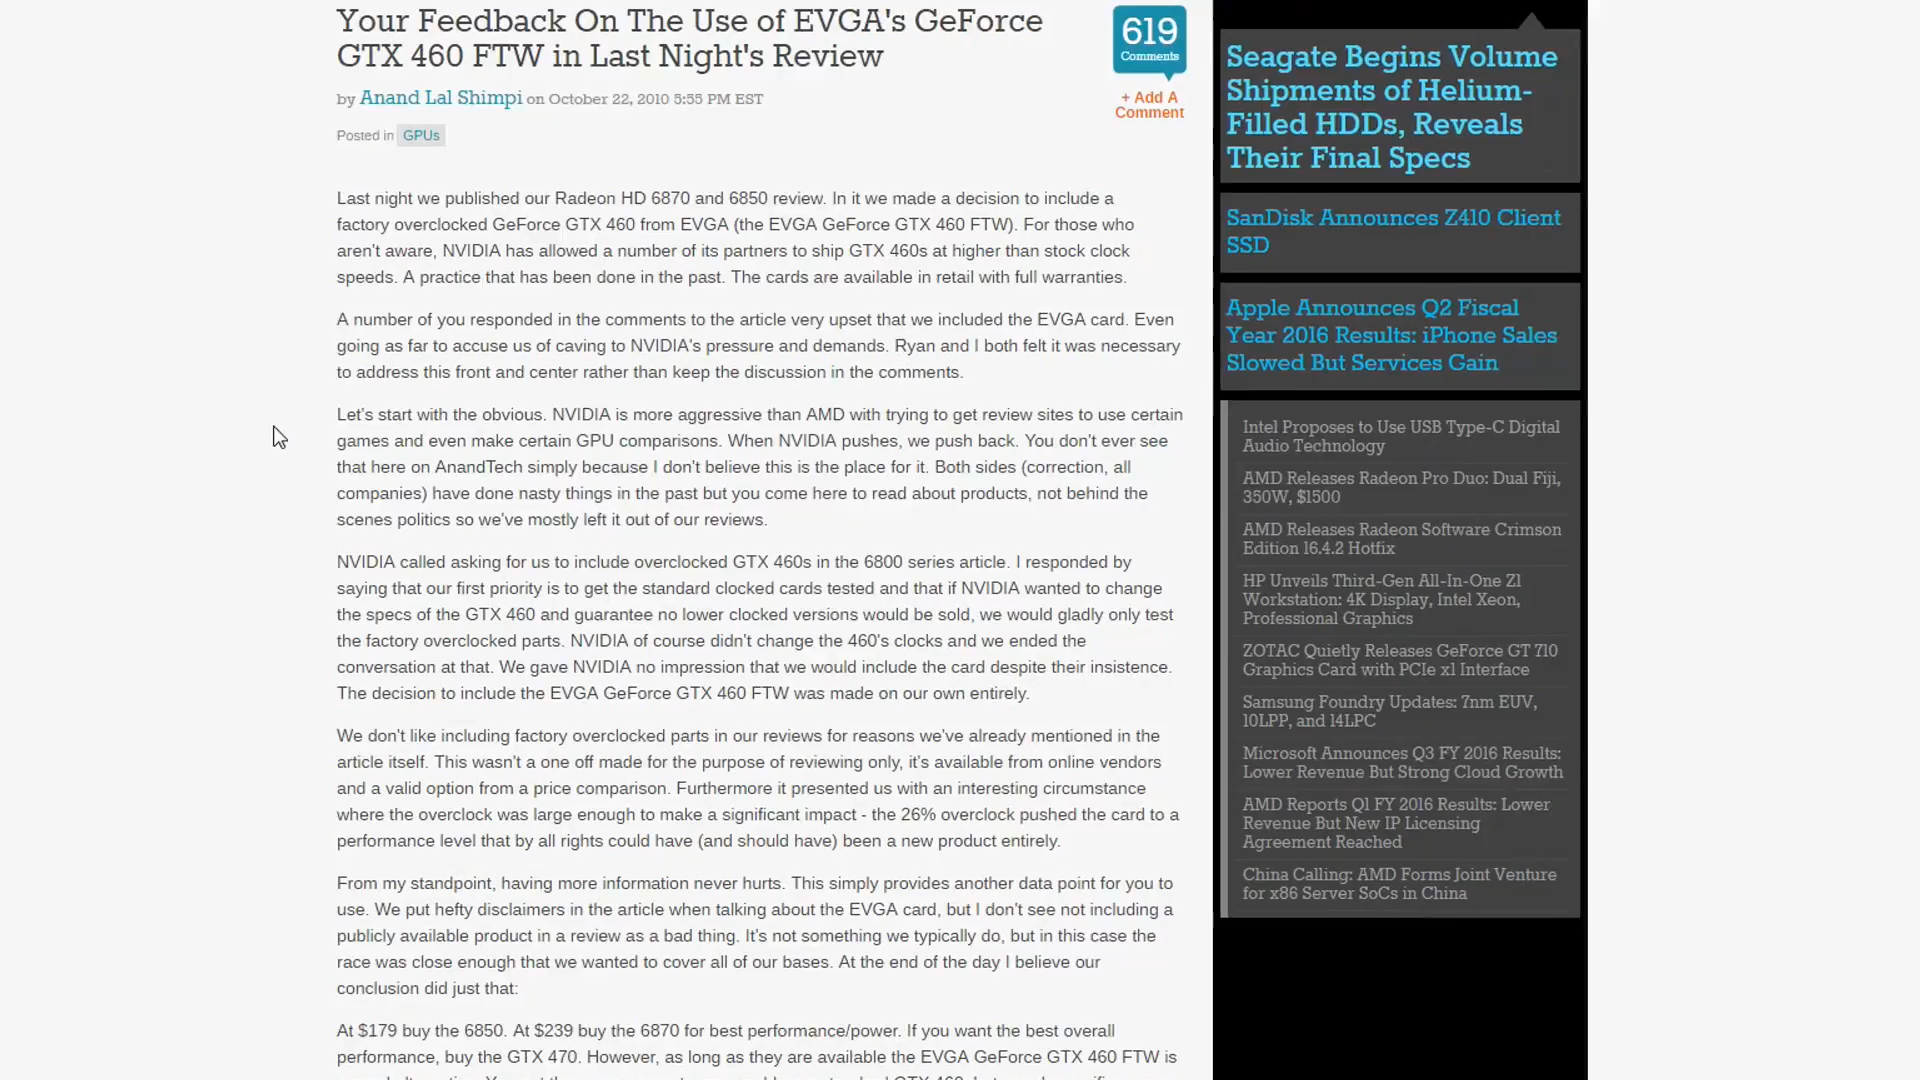 Your Feedback On The Use of EVGA's GeForce
GTX 460 FTW in Last Night's Review
619
Comments
+ Add A
Comment
by Anand Lal Shimpi on October 22, 2010 5:55 PM EST
Posted in GPUs
Last night we published our Radeon HD 6870 and 6850 review. In it we made a decision to include a
factory overclocked GeForce GTX 460 from EVGA (the EVGA GeForce GTX 460 FTW). For those who
aren't aware, NVIDIA has allowed a number of its partners to ship GTX 460s at higher than stock clock
speeds. A practice that has been done in the past. The cards are available in retail with full warranties.
A number of you responded in the comments to the article very upset that we included the EVGA card. Even
going as far to accuse us of caving to NVIDIA's pressure and demands. Ryan and I both felt it was necessary
to address this front and center rather than keep the discussion in the comments.
Let's start with the obvious. NVIDIA is more aggressive than AMD with trying to get review sites to use certain
games and even make certain GPU comparisons. When NVIDIA pushes, we push back. You don't ever see
that here on AnandTech simply because I don't believe this is the place for it. Both sides (correction, all
companies) have done nasty things in the past but you come here to read about products, not behind the
scenes politics so we've mostly left it out of our reviews.
NVIDIA called asking for us to include overclocked GTX 460s in the 6800 series article. I responded by
saying that our first priority is to get the standard clocked cards tested and that if NVIDIA wanted to change
the specs of the GTX 460 and guarantee no lower clocked versions would be sold, we would gladly only test
the factory overclocked parts. NVIDIA of course didn't change the 460's clocks and we ended the
conversation at that. We gave NVIDIA no impression that we would include the card despite their insistence.
The decision to include the EVGA GeForce GTX 460 FTW was made on our own entirely.
We don't like including factory overclocked parts in our reviews for reasons we've already mentioned in the
article itself. This wasn't a one off made for the purpose of reviewing only, it's available from online vendors
and a valid option from a price comparison. Furthermore it presented us with an interesting circumstance
where the overclock was large enough to make a significant impact - the 26% overclock pushed the card to a
performance level that by all rights could have (and should have) been a new product entirely.
From my standpoint, having more information never hurts. This simply provides another data point for you to
use. We put hefty disclaimers in the article when talking about the EVGA card, but I don't see not including a
publicly available product in a review as a bad thing. It's not something we typically do, but in this case the
race was close enough that we wanted to cover all of our bases. At the end of the day I believe our
conclusion did just that:
At $179 buy the 6850. At $239 buy the 6870 for best performance/power. If you want the best overall
performance, buy the GTX 470. However, as long as they are available the EVGA GeForce GTX 460 FTW is
Seagate Begins Volume
Shipments of Helium-
Filled HDDs, Reveals
Their Final Specs
SanDisk Announces Z410 Client
SSD
Apple Announces Q2 Fiscal
Year 2016 Results: iPhone Sales
Slowed But Services Gain
Intel Proposes to Use USB Type-C Digital
Audio Technology
AMD Releases Radeon Pro Duo: Dual Fiji,
350W, $1500
AMD Releases Radeon Software Crimson
Edition 16.4.2 Hotfix
HP Unveils Third-Gen All-In-One Z1
Workstation: 4K Display, Intel Xeon,
Professional Graphics
ZOTAC Quietly Releases GeForce GT 710
Graphics Card with PCIe x1 Interface
Samsung Foundry Updates: 7nm EUV,
10LPP, and 14LPC
Microsoft Announces Q3 FY 2016 Results:
Lower Revenue But Strong Cloud Growth
AMD Reports Q1 FY 2016 Results: Lower
Revenue But New IP Licensing
Agreement Reached
China Calling: AMD Forms Joint Venture
for x86 Server SoCs in China